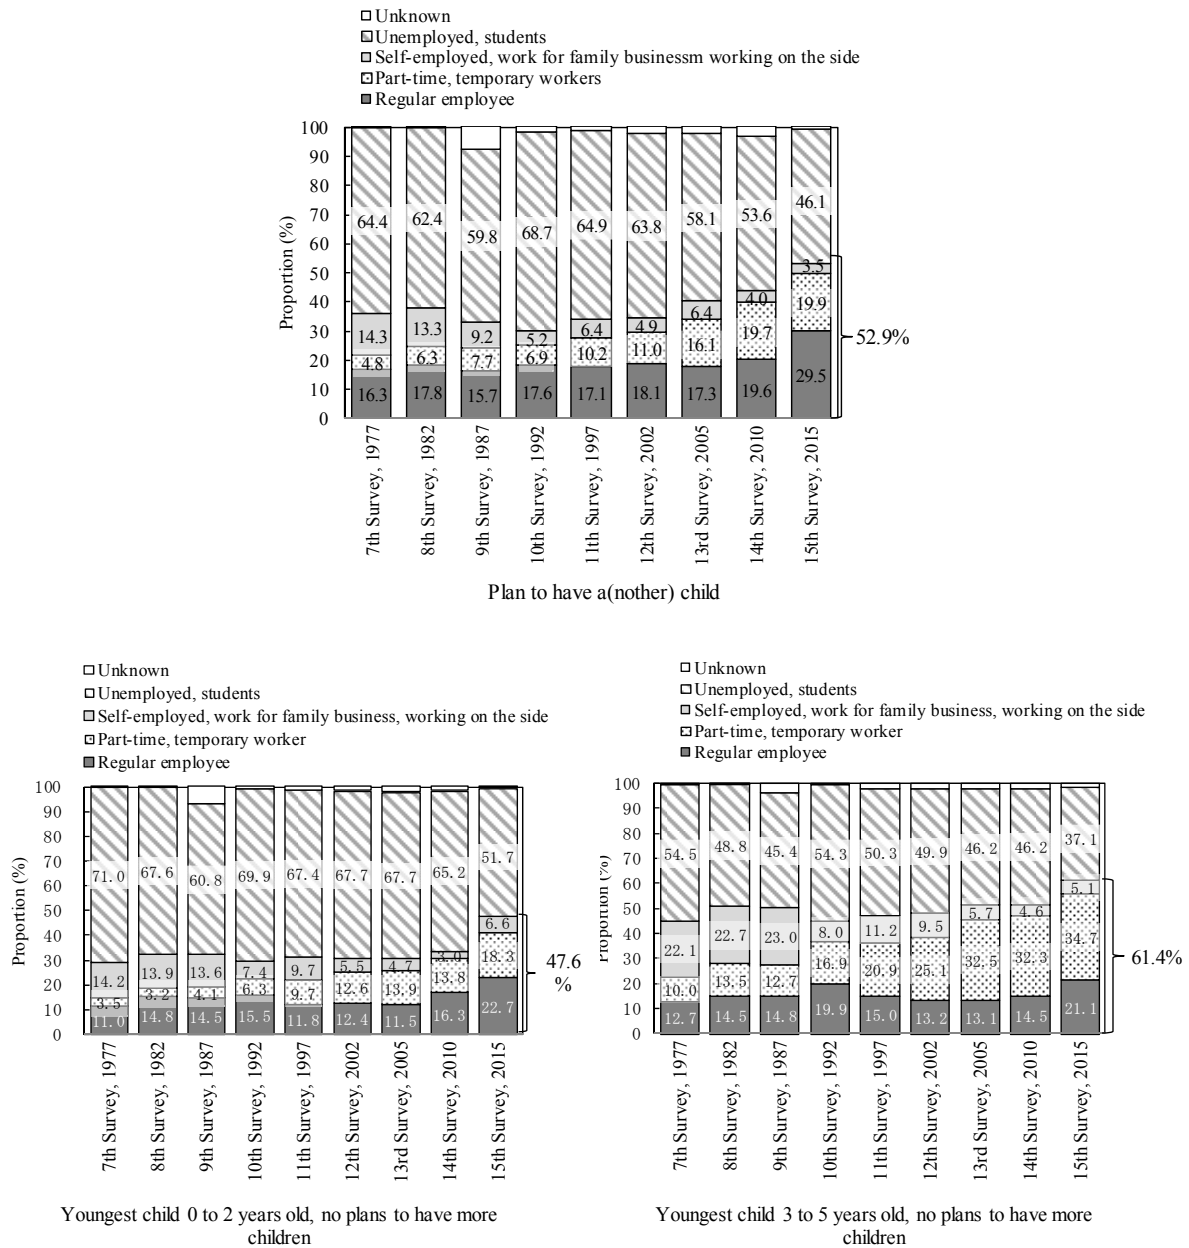 Unknown
Unemployed, students
Self-employed, work for family businessm working on the side
Part-time, temporary workers
Regular employee
Proportion (%)
100
90
80
70
60
50
40
30
20
10
0
64.4 62.4 59.8 68.7 64.9 63.8 58.1 53.6 46.1
14.3 13.3 9.2 5.2 6.4 4.9 6.4 4.0 3.5
4.8 6.3 7.7 6.9 10.2 11.0 16.1 19.7 19.9
16.3 17.8 15.7 17.6 17.1 18.1 17.3 19.6 29.5
52.9%
7th Survey, 1977
8th Survey, 1982
9th Survey, 1987
10th Survey, 1992
11th Survey, 1997
12th Survey, 2002
13rd Survey, 2005
14th Survey, 2010
15th Survey, 2015
Plan to have a(nother) child
Unknown
Unemployed, students
Self-employed, work for family business, working on the side
Part-time, temporary worker
Regular employee
Proportion (%)
100
90
80
70
60
50
40
30
20
10
0
71.0 67.6 60.8 69.9 67.4 67.7 67.7 65.2 51.7
14.2 13.9 13.6 7.4 9.7 5.5 4.7 3.0 6.6
3.5 3.2 4.1 6.3 9.7 12.6 13.9 13.8 18.3
11.0 14.8 14.5 15.5 11.8 12.4 11.5 16.3 22.7
47.6
%
7th Survey, 1977
8th Survey, 1982
9th Survey, 1987
10th Survey, 1992
11th Survey, 1997
12th Survey, 2002
13rd Survey, 2005
14th Survey, 2010
15th Survey, 2015
Youngest child 0 to 2 years old, no plans to have more
children
Unknown
Unemployed, students
Self-employed, work for family business, working on the side
Part-time, temporary worker
Regular employee
Proportion (%)
100
90
80
70
60
50
40
30
20
10
0
54.5 48.8 45.4 54.3 50.3 49.9 46.2 46.2 37.1
22.1 22.7 23.0 8.0 11.2 9.5 5.7 4.6 5.1
10.0 13.5 12.7 16.9 20.9 25.1 32.5 32.3 34.7
12.7 14.5 14.8 19.9 15.0 13.2 13.1 14.5 21.1
61.4%
7th Survey, 1977
8th Survey, 1982
9th Survey, 1987
10th Survey, 1992
11th Survey, 1997
12th Survey, 2002
13rd Survey, 2005
14th Survey, 2010
15th Survey, 2015
Youngest child 3 to 5 years old, no plans to have more
children